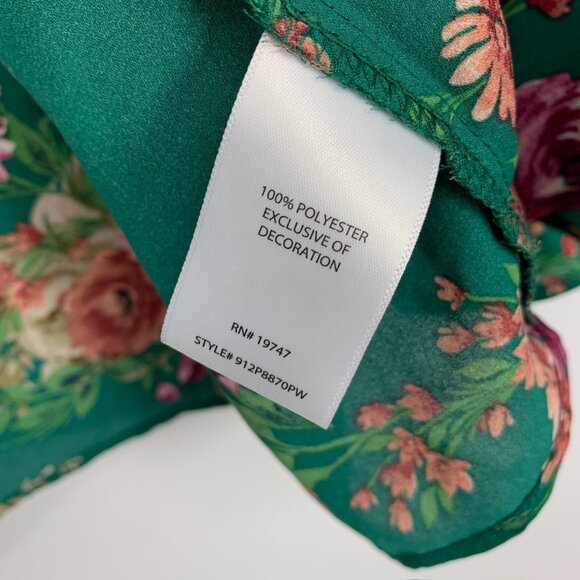 100% POLYESTER
EXCLUSIVE OF
DECORATION
RN# 19747
STYLE# 912P8870PW